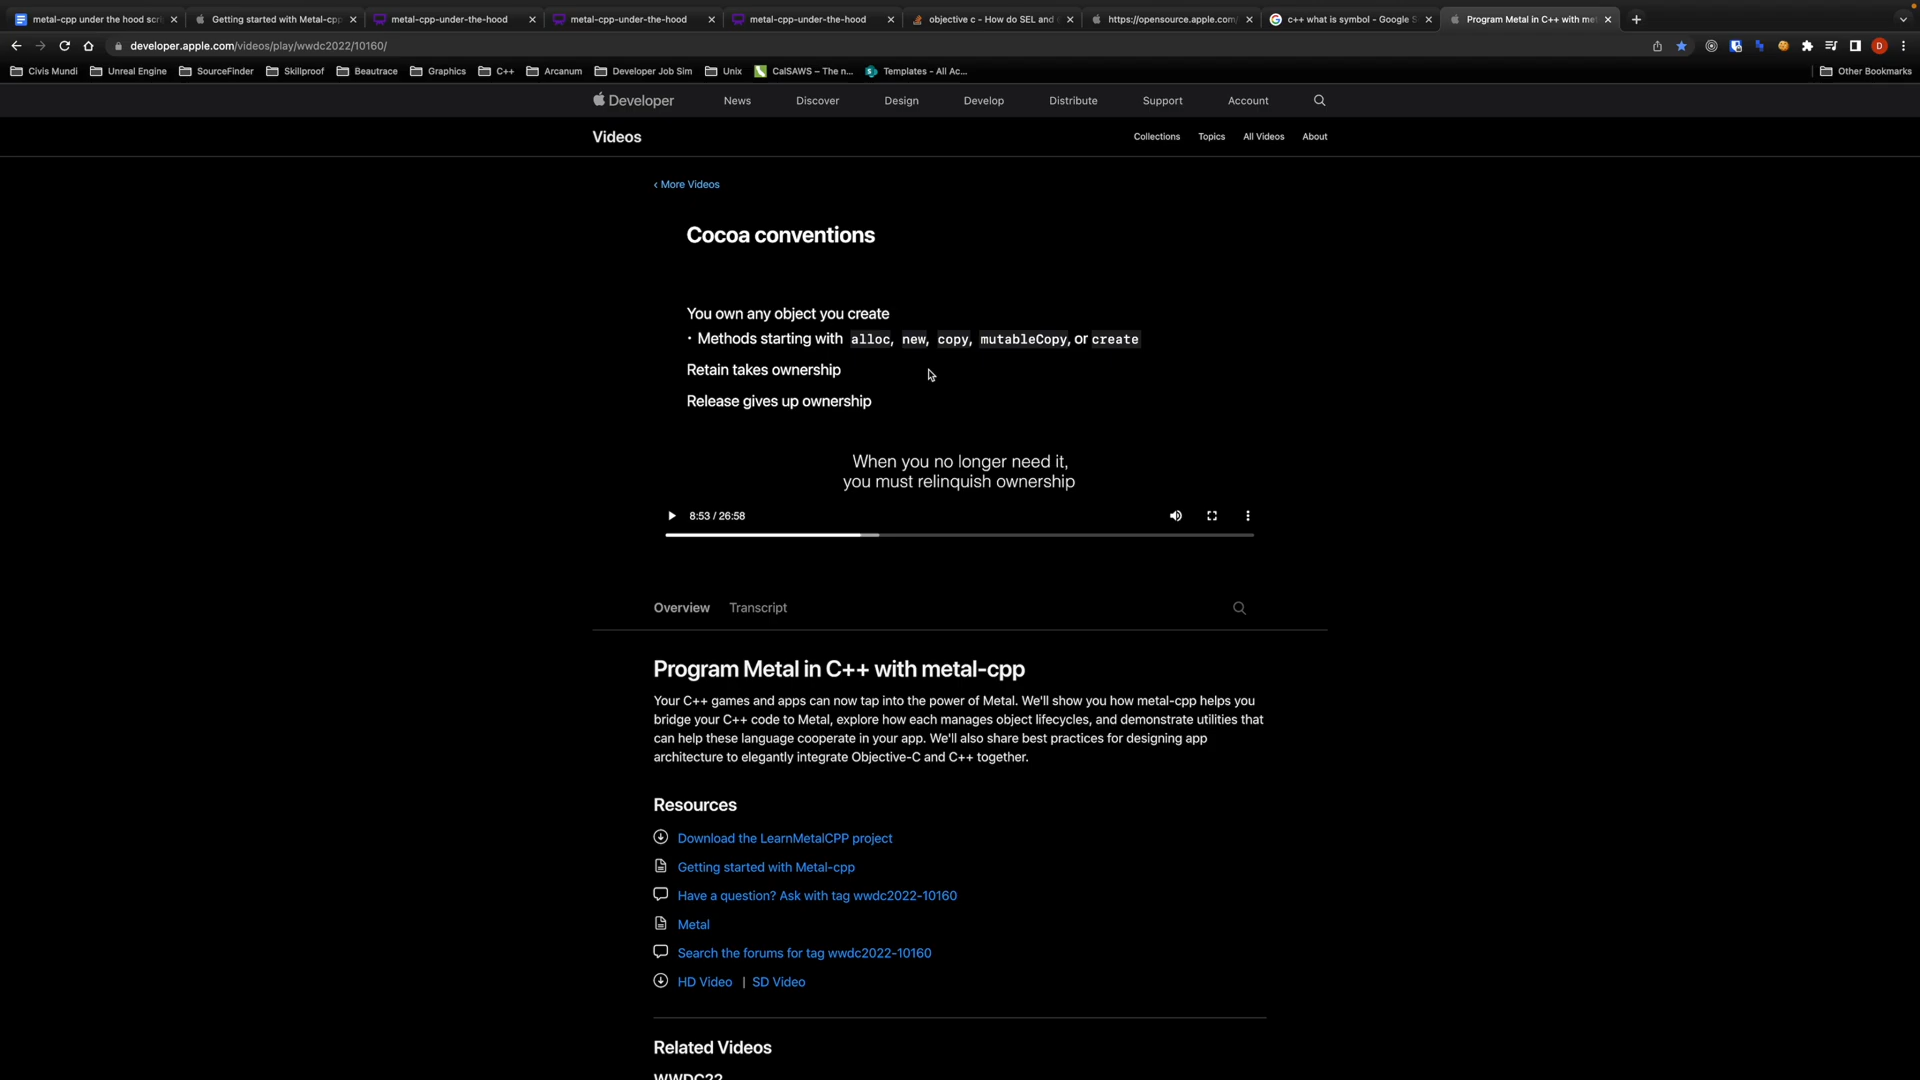 metal-cpp under the hood scri
Getting started with Metal-cpp
metal-cpp-under-the-hood
metal-cpp-under-the-hood
metal-cpp-under-the-hood
objective c - How do SEL and
https://opensource.apple.com/
c++ what is symbol - Google S
Program Metal in C++ with met
developer.apple.com/videos/play/wwdc2022/10160/
D
Civis Mundi
Unreal Engine
SourceFinder
Skillproof
Beautrace
Graphics
C++
Arcanum
Developer Job Sim
Unix
CalSAWS – The n...
Templates - All Ac...
Other Bookmarks
Developer
News
Discover
Design
Develop
Distribute
Support
Account
Videos
Collections
Topics
All Videos
About
‹ More Videos
Cocoa conventions
You own any object you create
· Methods starting with alloc, new, copy, mutableCopy, or create
Retain takes ownership
Release gives up ownership
When you no longer need it,
you must relinquish ownership
8:53 / 26:58
Overview
Transcript
Program Metal in C++ with metal-cpp
Your C++ games and apps can now tap into the power of Metal. We'll show you how metal-cpp helps you
bridge your C++ code to Metal, explore how each manages object lifecycles, and demonstrate utilities that
can help these language cooperate in your app. We'll also share best practices for designing app
architecture to elegantly integrate Objective-C and C++ together.
Resources
Download the LearnMetalCPP project
Getting started with Metal-cpp
Have a question? Ask with tag wwdc2022-10160
Metal
Search the forums for tag wwdc2022-10160
HD Video | SD Video
Related Videos
WWDC22